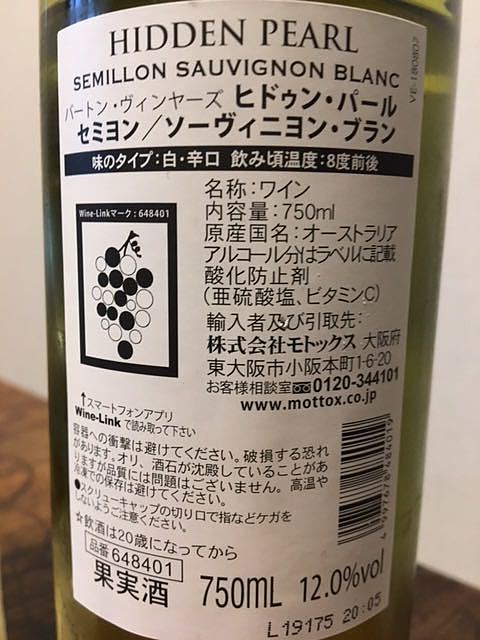 HIDDEN PEARL
SEMILLON SAUVIGNON BLANC
バートン・ヴィンヤーズ ヒドゥン・パール
セミヨン／ソーヴィニヨン・ブラン
味のタイプ：白・辛口 飲み頃温度：8度前後
Wine-Linkマーク：648401
↑スマートフォンアプリ
Wine-Link で読み取って下さい
名称：ワイン
内容量：750ml
原産国名：オーストラリア
アルコール分はラベルに記載
酸化防止剤
(亜硫酸塩、ビタミンC)
輸入者及び引取先：
株式会社モトックス 大阪府
東大阪市小阪本町1-6-20
お客様相談室 0120-344101
www.mottox.co.jp
容器への衝撃は避けてください。破損する恐れ
があります。オリ、酒石が沈殿していることがあ
りますが品質には問題はございません。高温や
冷凍での保存は避けてください。
●スクリューキャップの切り口で指などケガを
しないようご注意ください。
☆飲酒は20歳になってから
品番 648401
果実酒 750mL 12.0%vol
4997678484019
L19175 20:05